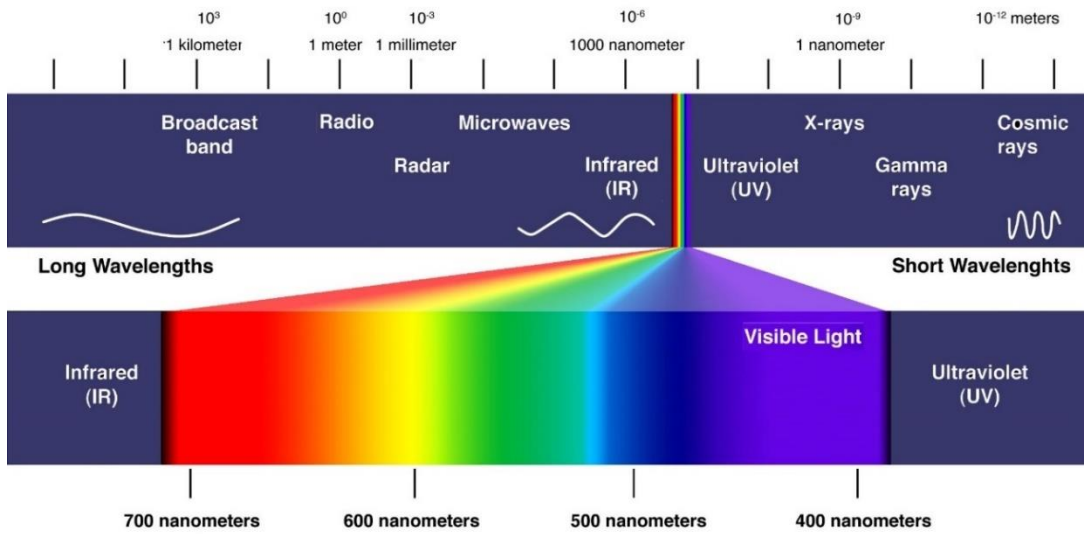 10³ 10⁰ 10⁻³ 10⁻⁶ 10⁻⁹ 10⁻¹² meters
1 kilometer 1 meter 1 millimeter 1000 nanometer 1 nanometer
Broadcast
band
Radio
Radar
Microwaves
Infrared
(IR)
Ultraviolet
(UV)
X-rays
Gamma
rays
Cosmic
rays
Long Wavelengths
Short Wavelenghts
Visible Light
Infrared
(IR)
Ultraviolet
(UV)
700 nanometers 600 nanometers 500 nanometers 400 nanometers